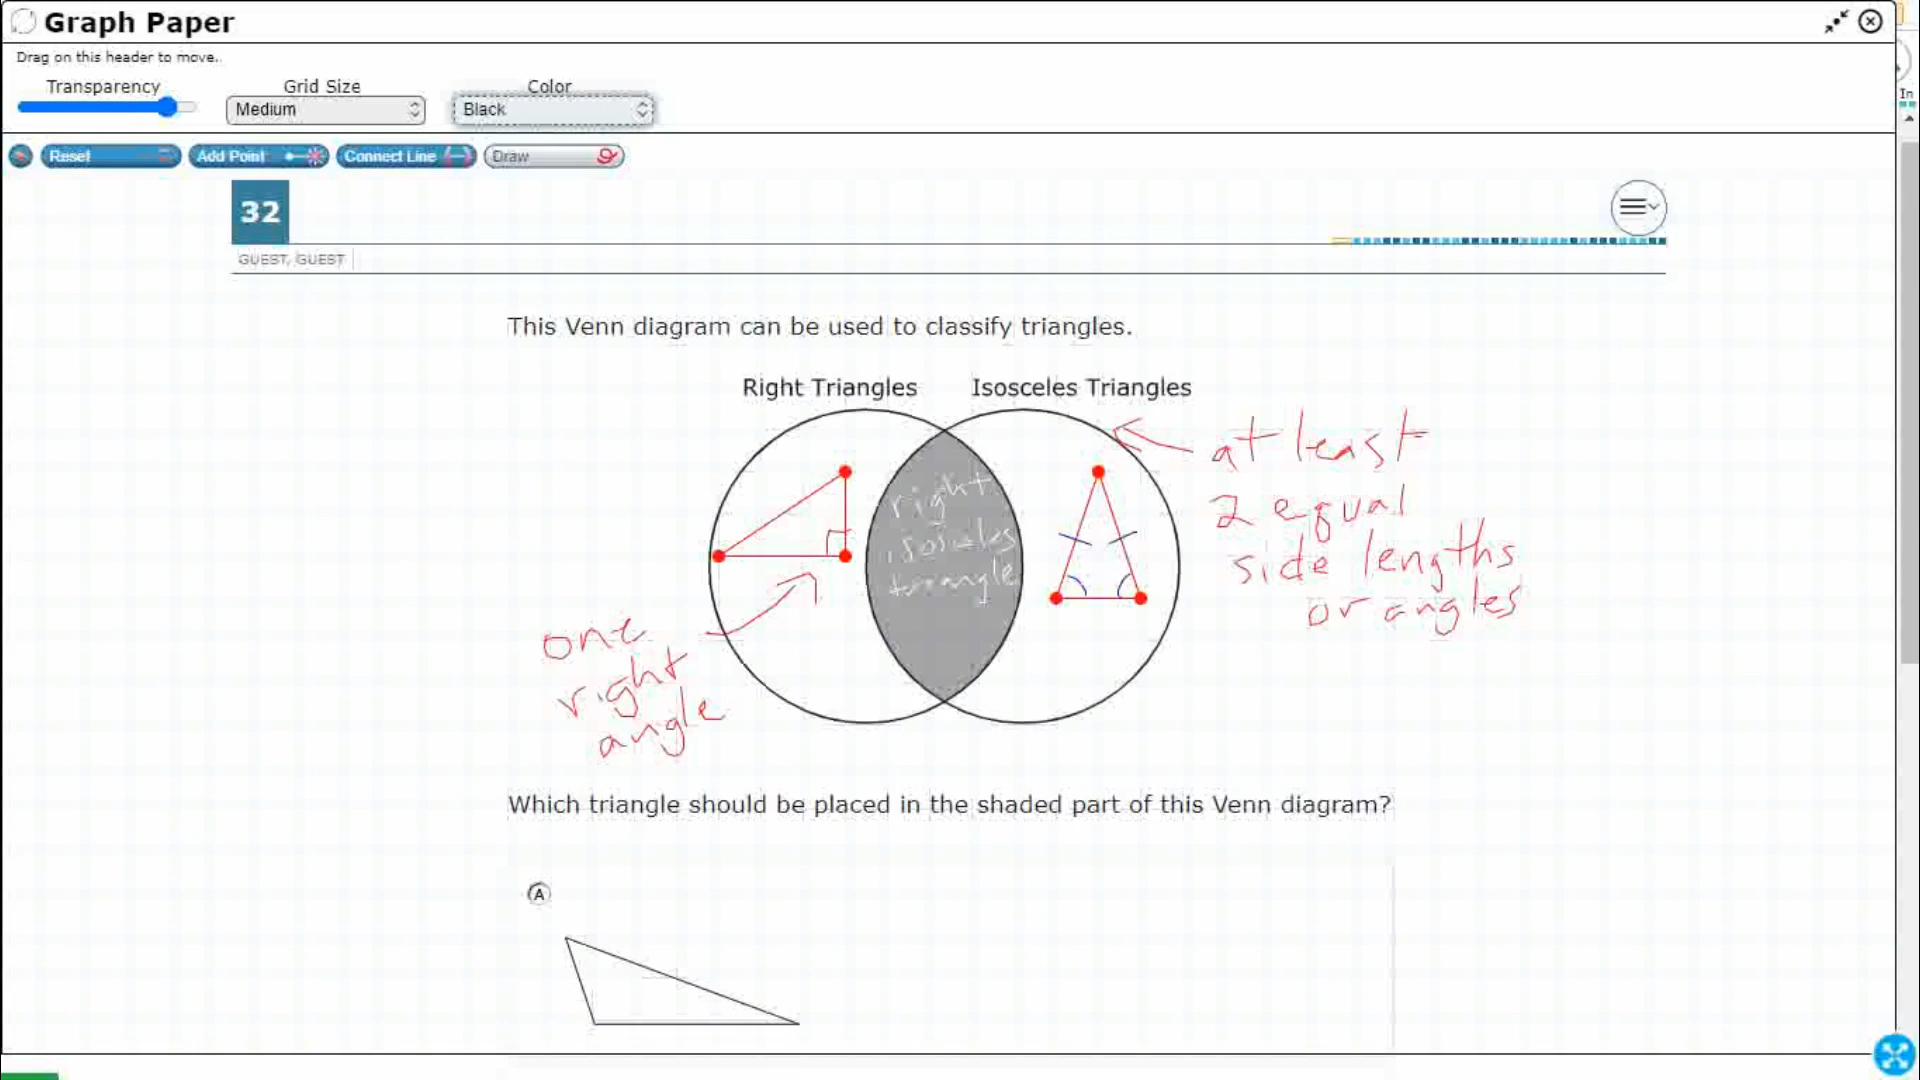 Graph Paper
Drag on this header to move..
Transparency
Grid Size
Color
Medium
Black
In
Reset
Add Point
Connect Line
Draw
32
GUEST, GUEST
This Venn diagram can be used to classify triangles.
Right Triangles
Isosceles Triangles
right
isosceles
triangle
at least
2 equal
side lengths
or angles
one
right
angle
Which triangle should be placed in the shaded part of this Venn diagram?
A